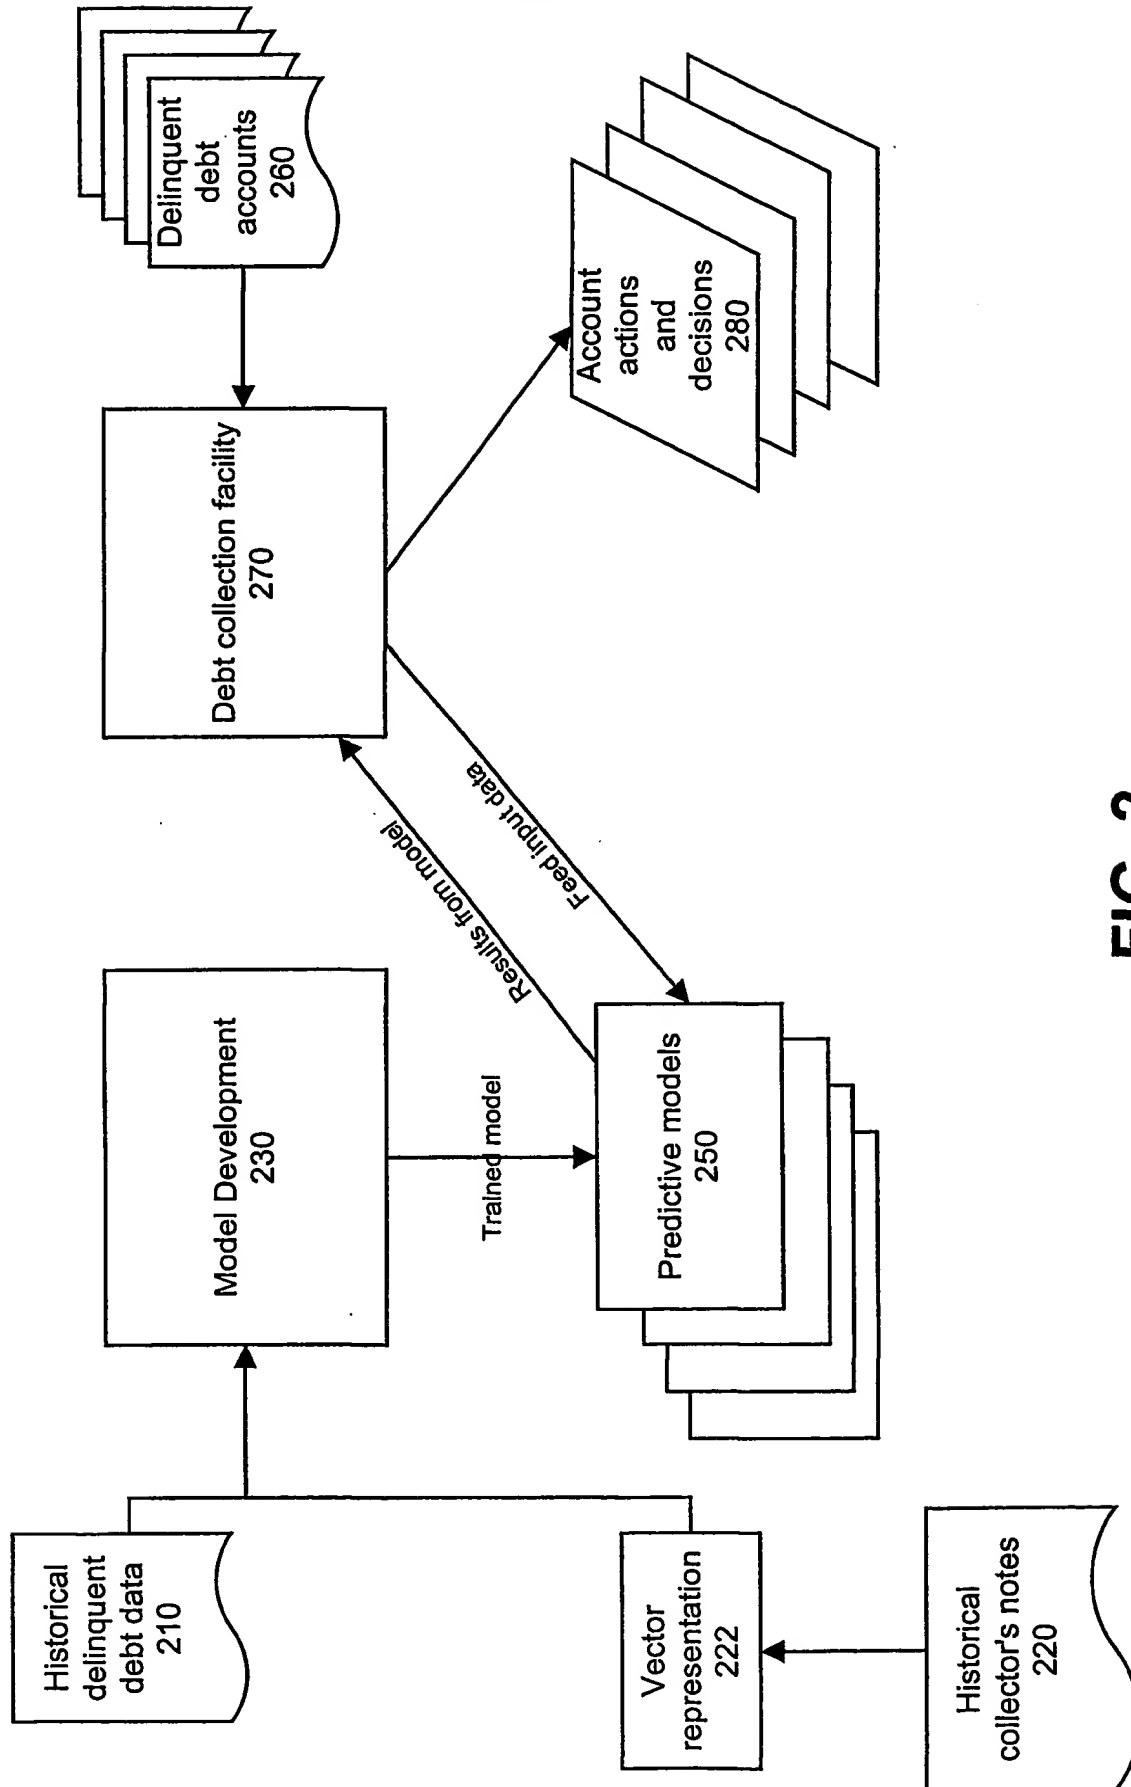 Historical
delinquent
debt data
210
Model Development
230
Debt collection facility
270
Delinquent
debt
accounts
260
Trained model
Results from model
Feed input data
Vector
representation
222
Predictive models
250
Account
actions
and
decisions
280
Historical
collector's notes
220
FIG. 2